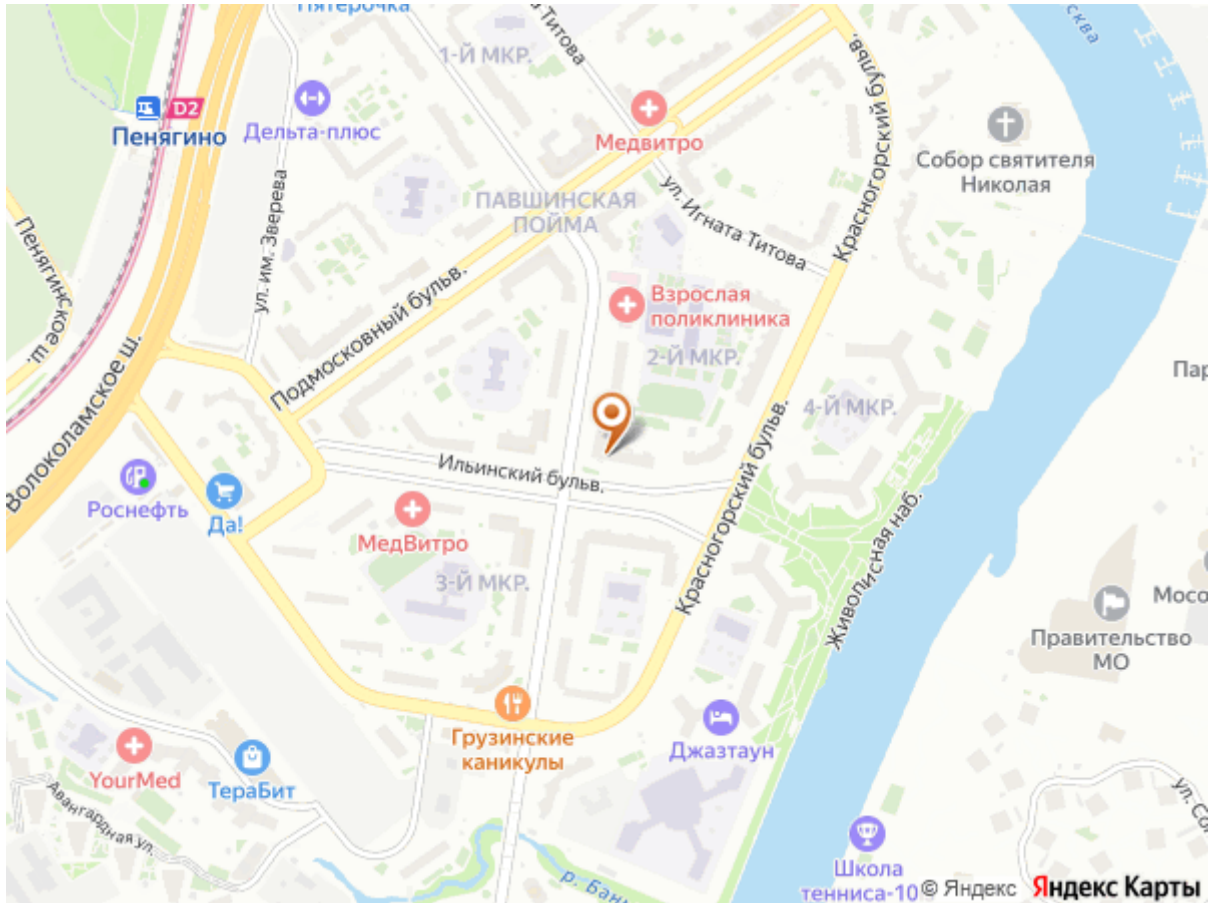 Пятерочка
Титова
1-Й МКР.
D2
Пенягино
Дельта-плюс
Медвитро
Красногорский бульв.
Москва
Собор святителя
Николая
ПАВШИНСКАЯ
ПОЙМА
ул. им. Зверева
ул. Игната Титова
Пенягинское ш.
Подмосковный бульв.
Взрослая
поликлиника
2-Й МКР.
Волоколамское ш.
4-Й МКР.
Ильинский бульв.
Роснефть
Да!
МедВитро
3-Й МКР.
Красногорский бульв.
Живописная наб.
Правительство
МО
Грузинские
каникулы
Джазтаун
YourMed
ТераБит
Авангардная ул.
Школа
тенниса-10
© Яндекс
Яндекс Карты